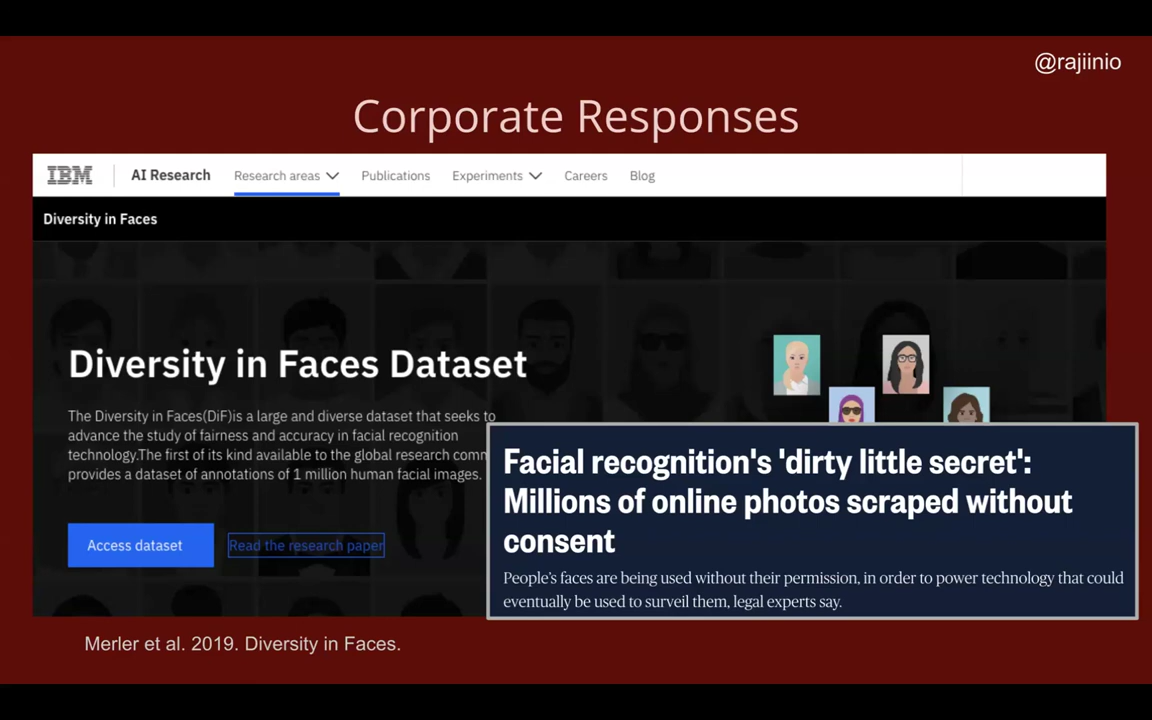 @rajiinio
Corporate Responses
IBM AI Research Research areas Publications Experiments Careers Blog
Diversity in Faces
Diversity in Faces Dataset
The Diversity in Faces(DiF)is a large and diverse dataset that seeks to
advance the study of fairness and accuracy in facial recognition
technology.The first of its kind available to the global research comm
provides a dataset of annotations of 1 million human facial images.
Access dataset Read the research paper
Facial recognition's 'dirty little secret':
Millions of online photos scraped without
consent
People's faces are being used without their permission, in order to power technology that could
eventually be used to surveil them, legal experts say.
Merler et al. 2019. Diversity in Faces.